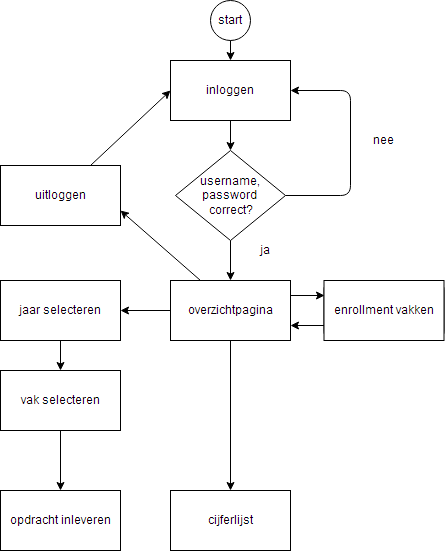 start
inloggen
nee
username,
password
correct?
uitloggen
ja
jaar selecteren
overzichtpagina
enrollment vakken
vak selecteren
opdracht inleveren
cijferlijst